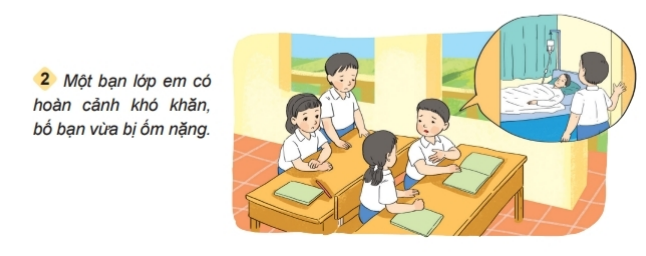 2 Một bạn lớp em có
hoàn cảnh khó khăn,
bố bạn vừa bị ốm nặng.